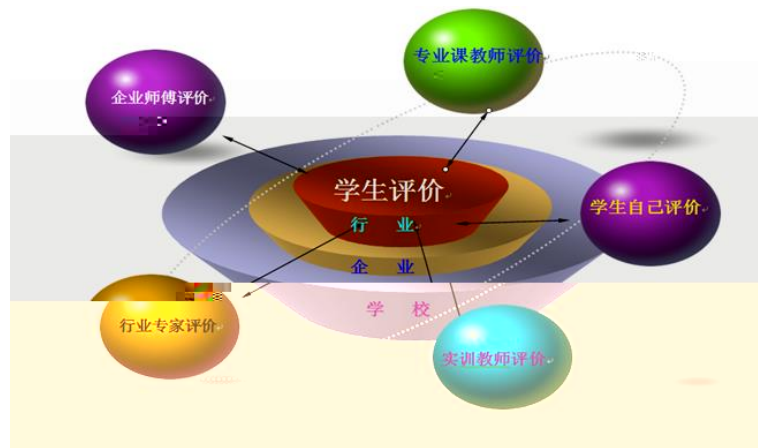 专业课教师评价
企业师傅评价
学生评价
学生自己评价
行 业
企 业
学 校
行业专家评价
实训教师评价